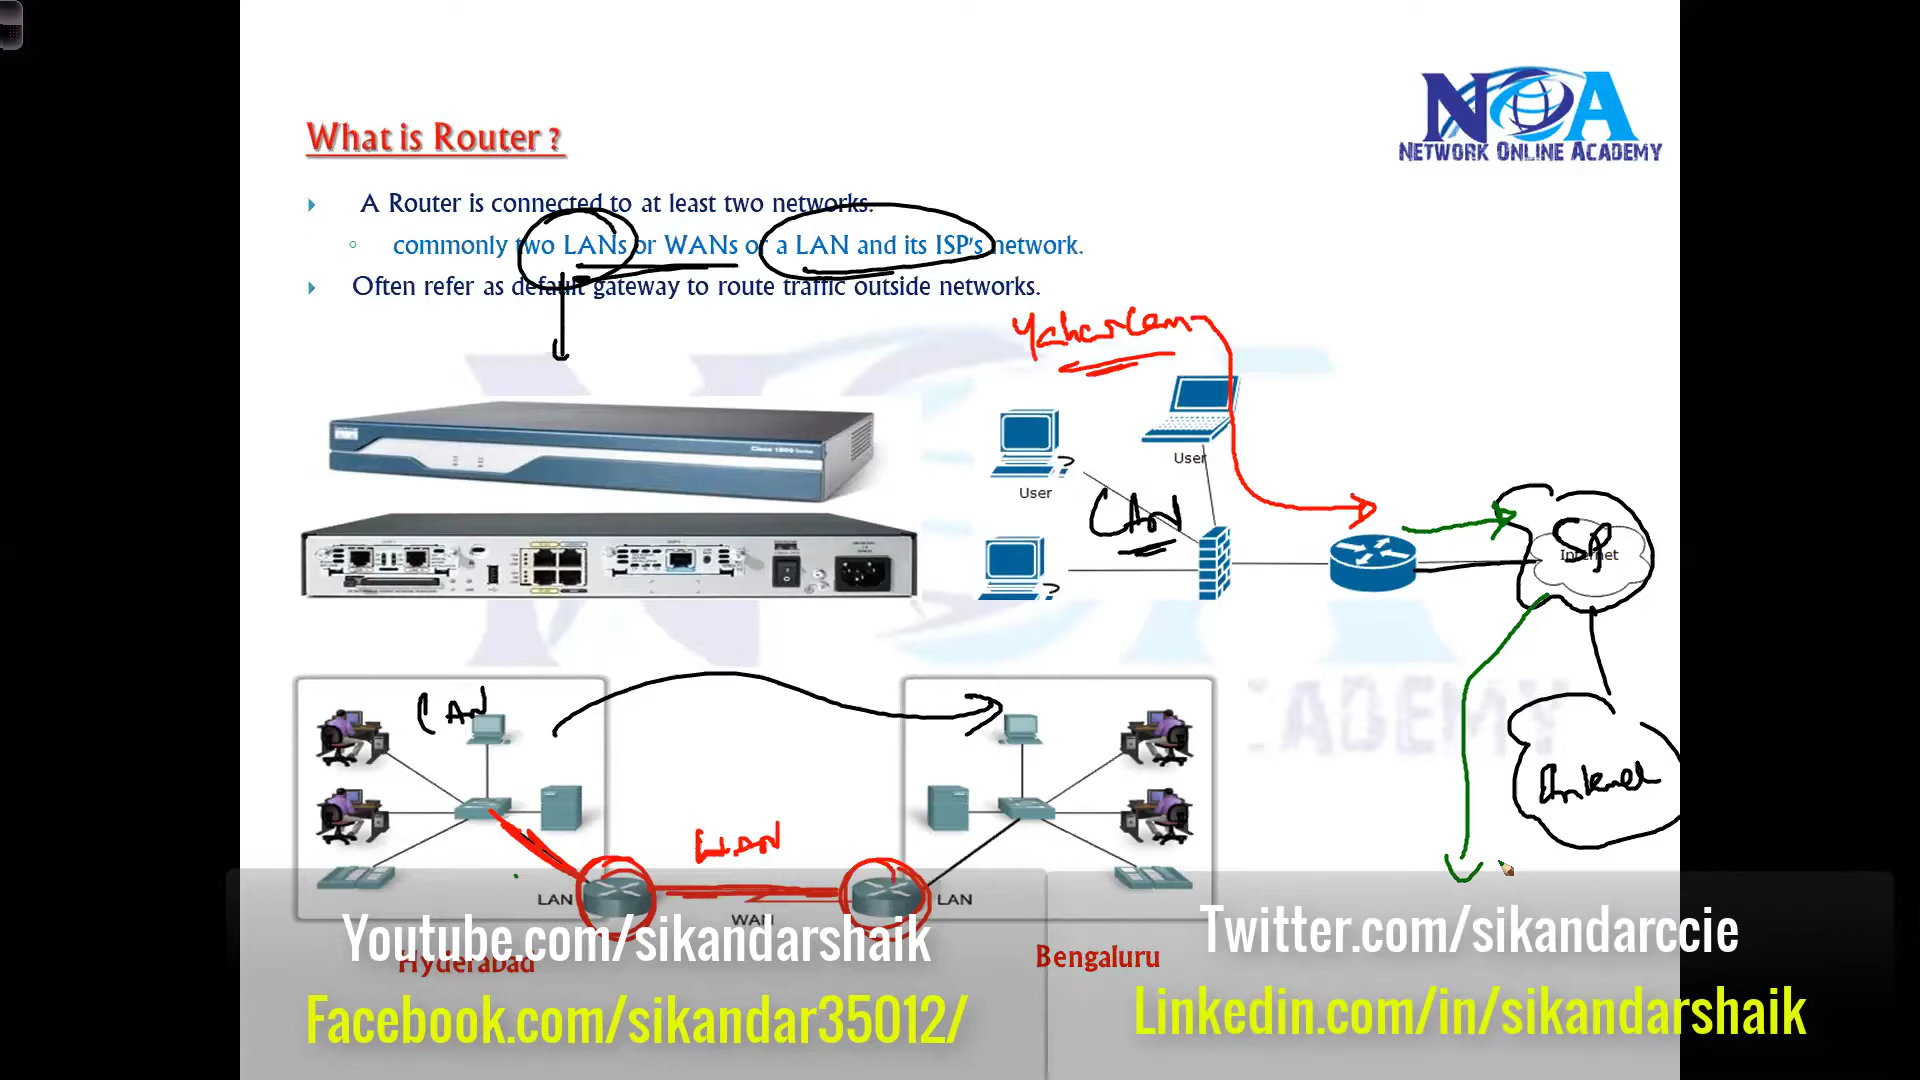 NOA
NETWORK ONLINE ACADEMY
What is Router ?
A Router is connected to at least two networks.
commonly two LANs or WANs or a LAN and its ISP's network.
Often refer as default gateway to route traffic outside networks.
User
User
LAN
SP
Internet
LAN
WAN
LAN
WAN
LAN
Youtube.com/sikandarshaik
Twitter.com/sikandarccie
Hyderabad
Bengaluru
Facebook.com/sikandar35012/
Linkedin.com/in/sikandarshaik
ACADEMY